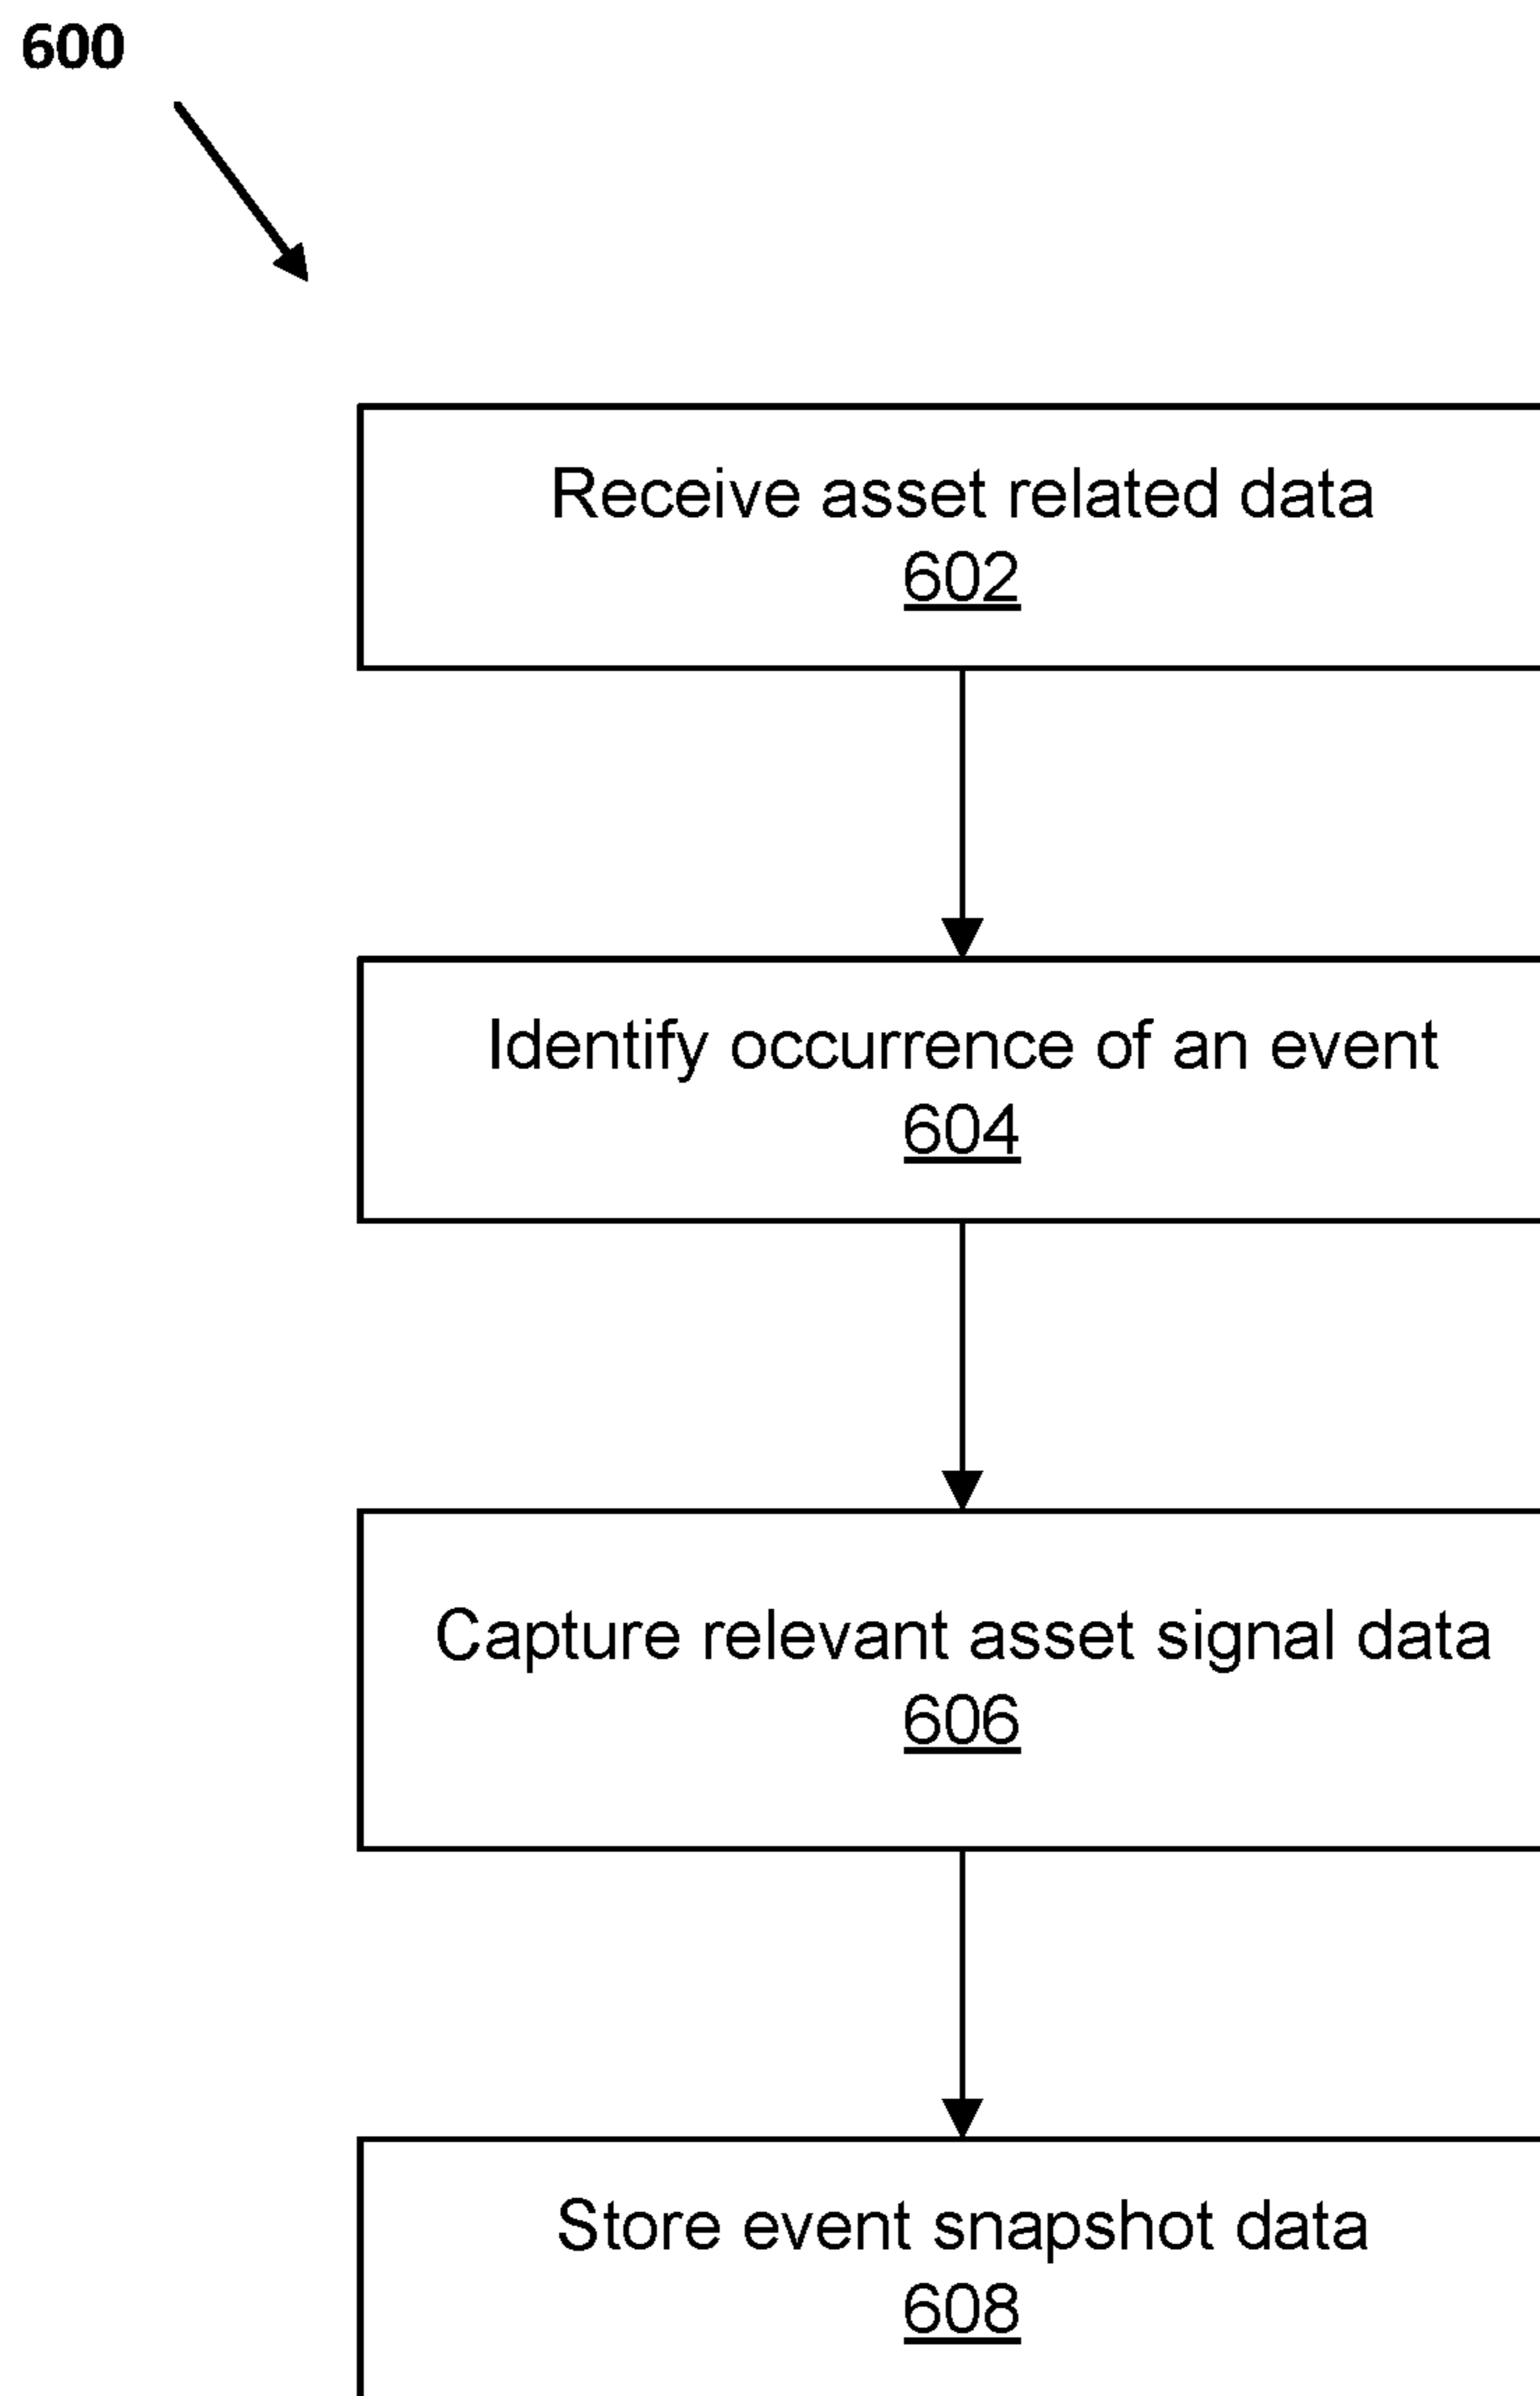 600
Receive asset related data
602
Identify occurrence of an event
604
Capture relevant asset signal data
606
Store event snapshot data
608